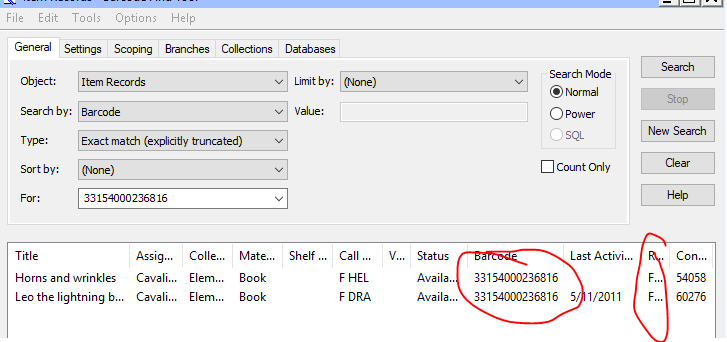 File Edit Tools Options Help
General Settings Scoping Branches Collections Databases
Object: Item Records Limit by: (None) Search Mode Search
Search by: Barcode Value: Normal Stop
Type: Exact match (explicitly truncated) Power New Search
Sort by: (None) SQL Clear
For: 33154000236816 Count Only Help
Title Assig... Colle... Mate... Shelf ... Call ... V... Status Barcode Last Activi... R... Con...
Horns and wrinkles Cavali... Elem... Book F HEL Availa... 33154000236816 F... 54058
Leo the lightning b... Cavali... Elem... Book F DRA Availa... 33154000236816 5/11/2011 F... 60276